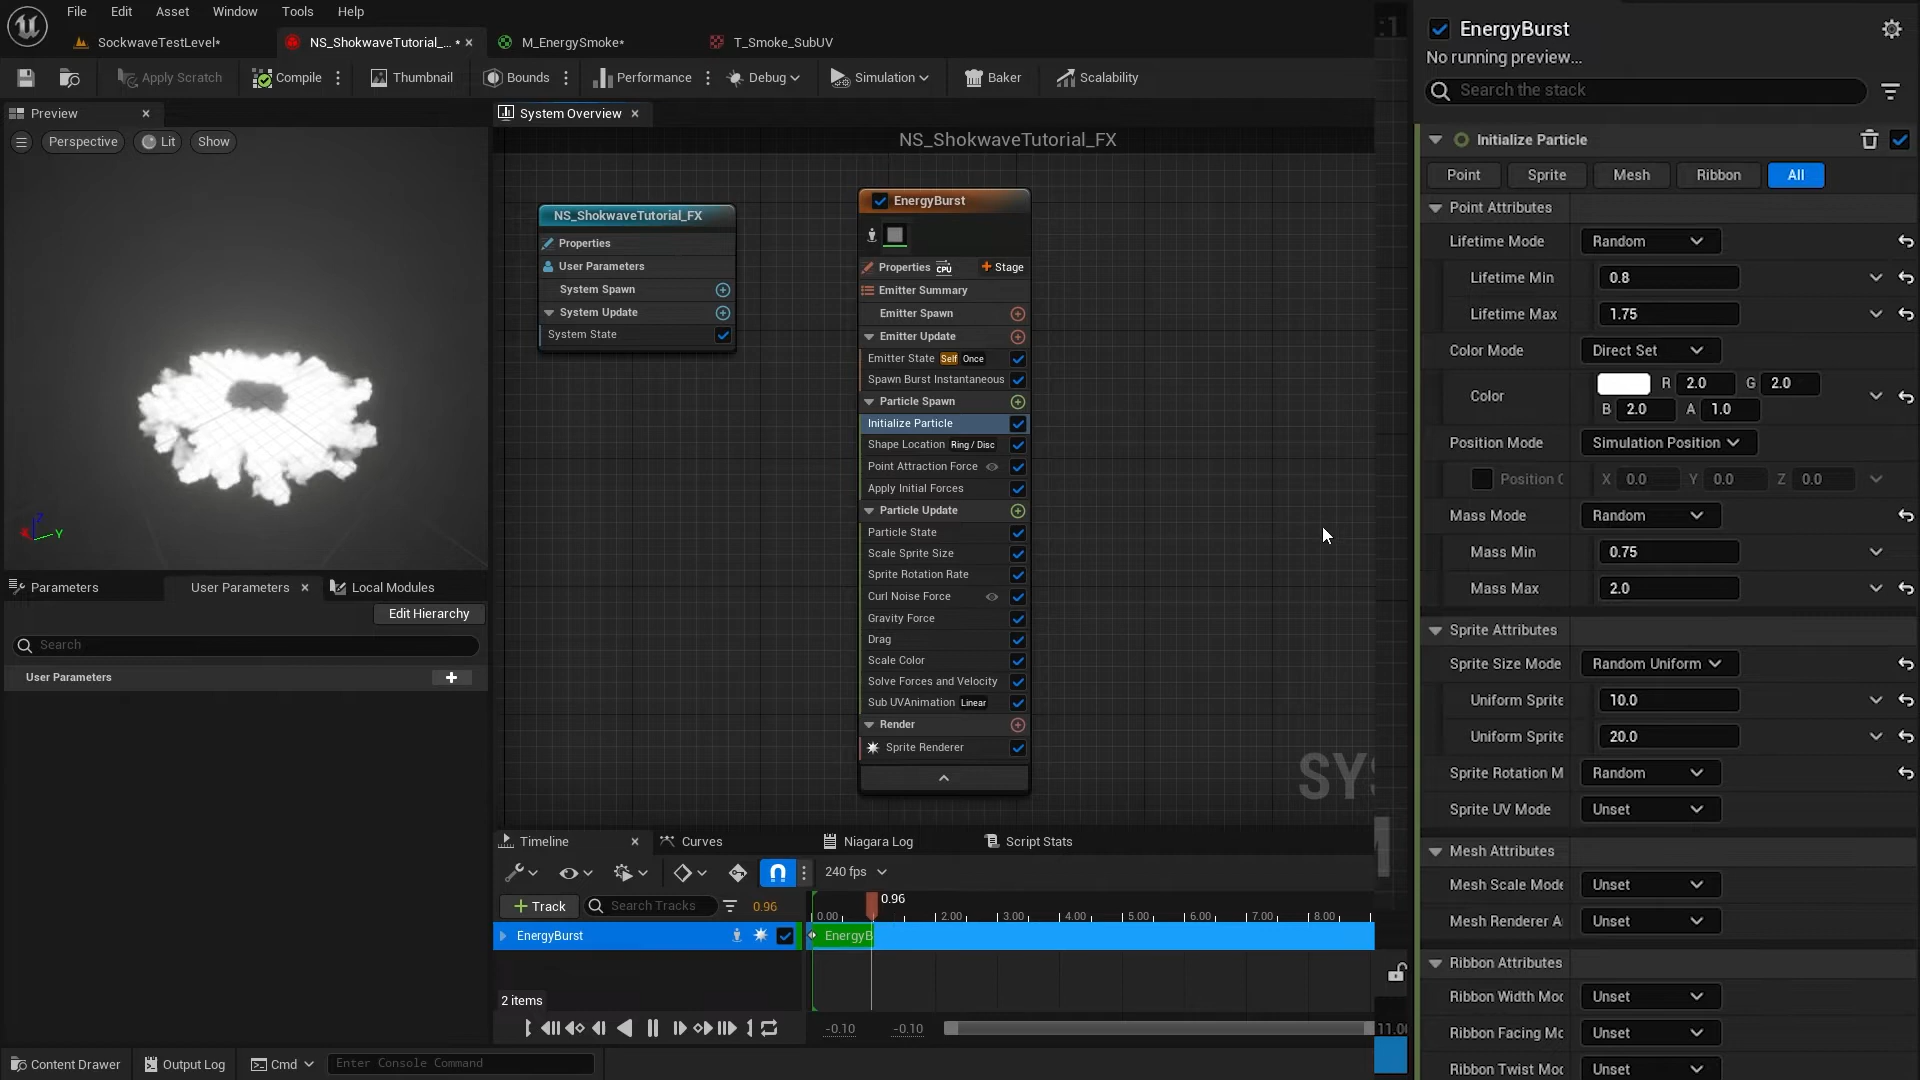 File Edit Asset Window Tools Help
SockwaveTestLevel*
NS_ShokwaveTutorial_... *
M_EnergySmoke*
T_Smoke_SubUV
Apply Scratch
Compile
Thumbnail
Bounds
Performance
Debug
Simulation
Baker
Scalability
Preview
Perspective
Lit
Show
Y
System Overview
NS_ShokwaveTutorial_FX
NS_ShokwaveTutorial_FX
Properties
User Parameters
System Spawn
System Update
System State
EnergyBurst
Properties CPU + Stage
Emitter Summary
Emitter Spawn
Emitter Update
Emitter State Self Once
Spawn Burst Instantaneous
Particle Spawn
Initialize Particle
Shape Location Ring / Disc
Point Attraction Force
Apply Initial Forces
Particle Update
Particle State
Scale Sprite Size
Sprite Rotation Rate
Curl Noise Force
Gravity Force
Drag
Scale Color
Solve Forces and Velocity
Sub UVAnimation Linear
Render
Sprite Renderer
SYS
Parameters
User Parameters
Local Modules
Edit Hierarchy
Search
User Parameters
Timeline
Curves
Niagara Log
Script Stats
240 fps
+ Track
Search Tracks
0.96
0.96
0.00 2.00 3.00 4.00 5.00 6.00 7.00 8.00
EnergyBurst
EnergyB
2 items
-0.10 -0.10 11.00
Content Drawer
Output Log
Cmd
Enter Console Command
:1
EnergyBurst
No running preview...
Search the stack
Initialize Particle
Point Sprite Mesh Ribbon All
Point Attributes
Lifetime Mode Random
Lifetime Min 0.8
Lifetime Max 1.75
Color Mode Direct Set
Color R 2.0 G 2.0
B 2.0 A 1.0
Position Mode Simulation Position
Position O X 0.0 Y 0.0 Z 0.0
Mass Mode Random
Mass Min 0.75
Mass Max 2.0
Sprite Attributes
Sprite Size Mode Random Uniform
Uniform Sprite 10.0
Uniform Sprite 20.0
Sprite Rotation M Random
Sprite UV Mode Unset
Mesh Attributes
Mesh Scale Mode Unset
Mesh Renderer A Unset
Ribbon Attributes
Ribbon Width Mod Unset
Ribbon Facing Mo Unset
Ribbon Twist Mod Unset